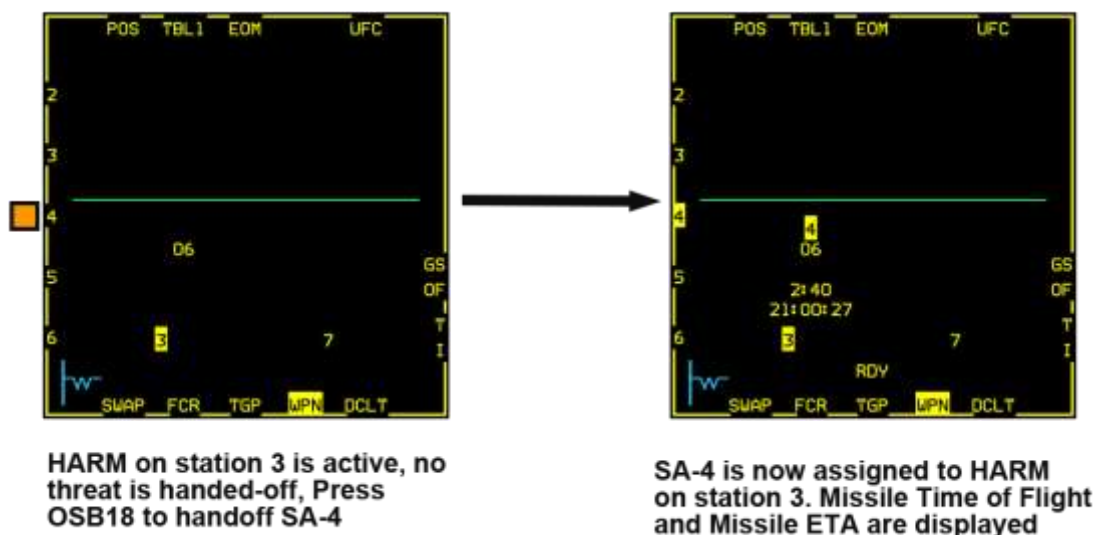 POS TBL1 EOM UFC
2
3
4
06
5
GS
OF
6
3
7
T
I
W
SWAP FCR TGP WPN DCLT
HARM on station 3 is active, no
threat is handed-off, Press
OSB18 to handoff SA-4
POS TBL1 EOM UFC
2
3
4
4
06
5
GS
OF
2:40
21:00:27
6
3
7
T
I
RDY
W
SWAP FCR TGP WPN DCLT
SA-4 is now assigned to HARM
on station 3. Missile Time of Flight
and Missile ETA are displayed